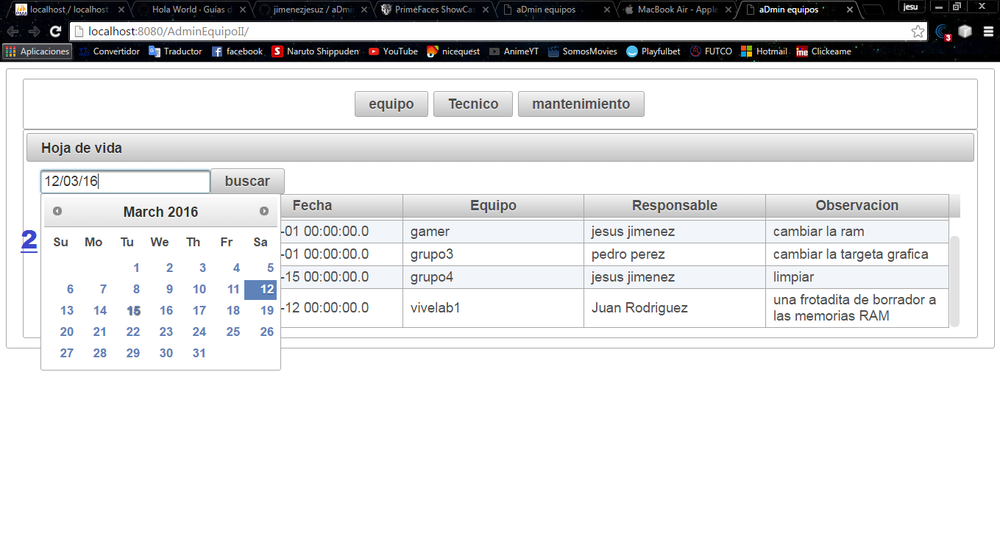 localhost / localhost
Hola World · Guías d
jimenezjesuz / aDmin
PrimeFaces ShowCas
aDmin equipos
MacBook Air - Apple
aDmin equipos
jesu
localhost:8080/AdminEquipoII/
3
Aplicaciones
Convertidor
Traductor
facebook
Naruto Shippuden
YouTube
nicequest
AnimeYT
SomosMovies
Playfulbet
FUTCO
Hotmail
Clickeame
equipo Tecnico mantenimiento
Hoja de vida
12/03/16 buscar
Fecha Equipo Responsable Observacion
-01 00:00:00.0 gamer jesus jimenez cambiar la ram
-01 00:00:00.0 grupo3 pedro perez cambiar la targeta grafica
-15 00:00:00.0 grupo4 jesus jimenez limpiar
-12 00:00:00.0 vivelab1 Juan Rodriguez una frotadita de borrador a
las memorias RAM
2
March 2016
Su Mo Tu We Th Fr Sa
1 2 3 4 5
6 7 8 9 10 11 12
13 14 15 16 17 18 19
20 21 22 23 24 25 26
27 28 29 30 31